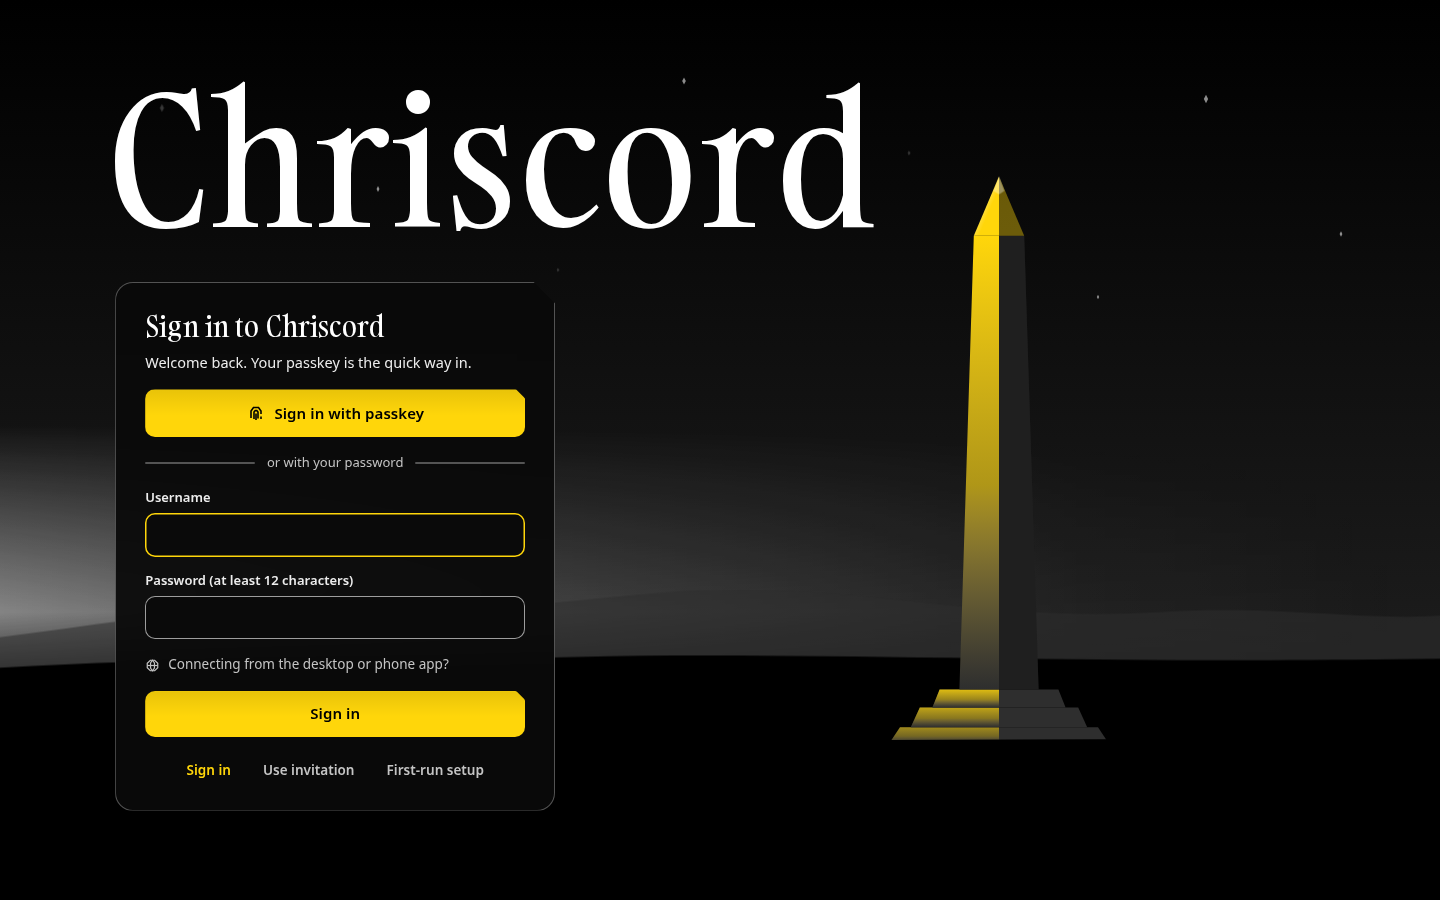 Chriscord
Sign in to Chriscord
Welcome back. Your passkey is the quick way in.
Sign in with passkey
or with your password
Username
Password (at least 12 characters)
Connecting from the desktop or phone app?
Sign in
Sign in Use invitation First-run setup